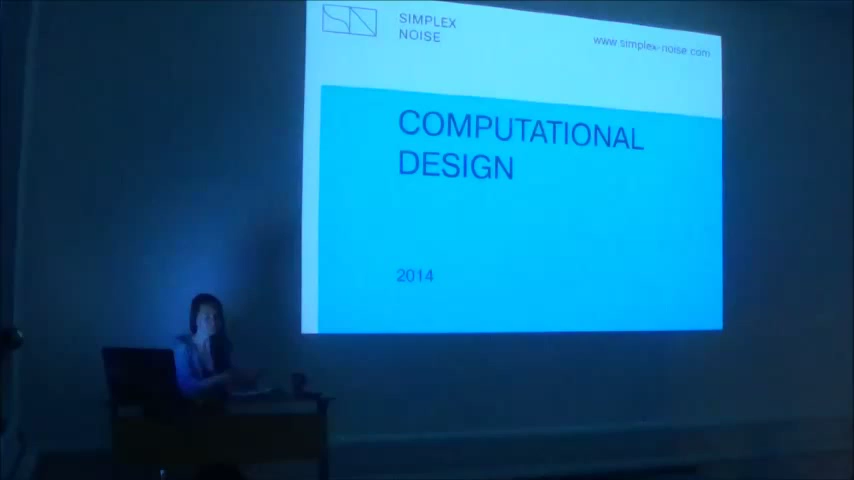 SIMPLEX
NOISE
www.simplex-noise.com
COMPUTATIONAL
DESIGN
2014